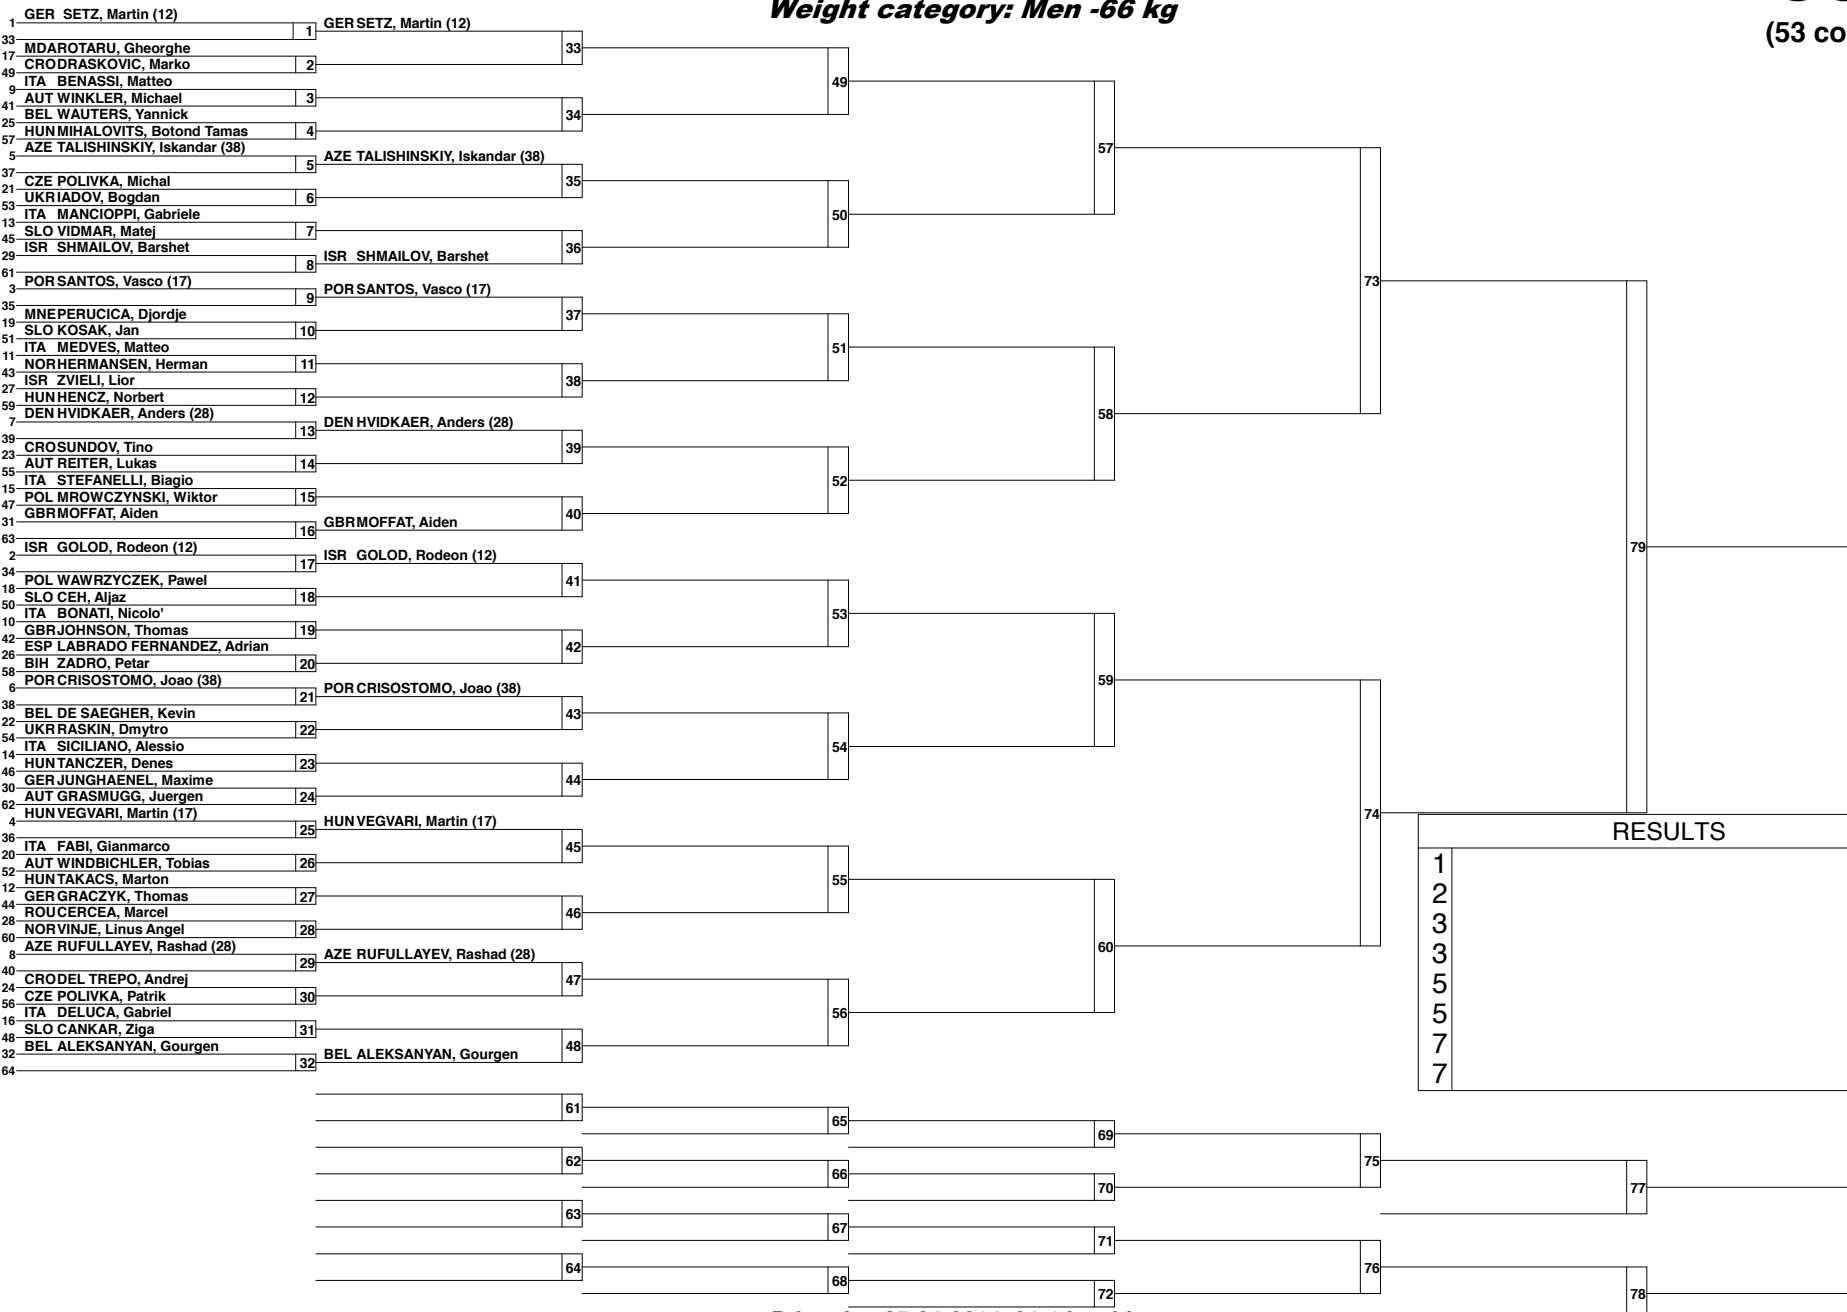 Weight category: Men -66 kg
(53 co
1 GER SETZ, Martin (12)
33
1 GER SETZ, Martin (12)
17 MDA ROTARU, Gheorghe
49 CRO DRASKOVIC, Marko
2
33
9 ITA BENASSI, Matteo
41 AUT WINKLER, Michael
3
25 BEL WAUTERS, Yannick
57 HUN MIHALOVITS, Botond Tamas
4
34
49
5 AZE TALISHINSKIY, Iskandar (38)
37
5 AZE TALISHINSKIY, Iskandar (38)
21 CZE POLIVKA, Michal
53 UKR IADOV, Bogdan
6
35
13 ITA MANCIOPPI, Gabriele
45 SLO VIDMAR, Matej
7
29 ISR SHMAILOV, Barshet
61
8 ISR SHMAILOV, Barshet
36
50
57
3 POR SANTOS, Vasco (17)
35
9 POR SANTOS, Vasco (17)
19 MNE PERUCICA, Djordje
51 SLO KOSAK, Jan
10
37
11 ITA MEDVES, Matteo
43 NOR HERMANSEN, Herman
11
27 ISR ZVIELI, Lior
59 HUN HENCZ, Norbert
12
38
51
7 DEN HVIDKAER, Anders (28)
39
13 DEN HVIDKAER, Anders (28)
23 CRO SUNDOV, Tino
55 AUT REITER, Lukas
14
39
15 ITA STEFANELLI, Biagio
47 POL MROWCZYNSKI, Wiktor
15
31 GBR MOFFAT, Aiden
63
16 GBR MOFFAT, Aiden
40
52
58
73
2 ISR GOLOD, Rodeon (12)
34
17 ISR GOLOD, Rodeon (12)
18 POL WAWRZYCZEK, Pawel
50 SLO CEH, Aljaz
18
41
10 ITA BONATI, Nicolo'
42 GBR JOHNSON, Thomas
19
26 ESP LABRADO FERNANDEZ, Adrian
58 BIH ZADRO, Petar
20
42
53
6 POR CRISOSTOMO, Joao (38)
38
21 POR CRISOSTOMO, Joao (38)
22 BEL DE SAEGHER, Kevin
54 UKR RASKIN, Dmytro
22
43
14 ITA SICILIANO, Alessio
46 HUN TANCZER, Denes
23
30 GER JUNGHAENEL, Maxime
62 AUT GRASMUGG, Juergen
24
44
54
59
4 HUN VEGVARI, Martin (17)
36
25 HUN VEGVARI, Martin (17)
20 ITA FABI, Gianmarco
52 AUT WINDBICHLER, Tobias
26
45
12 HUN TAKACS, Marton
44 GER GRACZYK, Thomas
27
28 ROU CERCEA, Marcel
60 NOR VINJE, Linus Angel
28
46
55
8 AZE RUFULLAYEV, Rashad (28)
40
29 AZE RUFULLAYEV, Rashad (28)
24 CRO DEL TREPO, Andrej
56 CZE POLIVKA, Patrik
30
47
16 ITA DELUCA, Gabriel
48 SLO CANKAR, Ziga
31
32 BEL ALEKSANYAN, Gourgen
64
32 BEL ALEKSANYAN, Gourgen
48
56
60
74
79
RESULTS
1
2
3
3
5
5
7
7
61 65 69
62 66 70 75 77
63 67 71
64 68 72 76 78